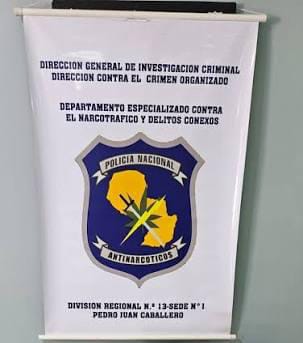 DIRECCION GENERAL DE INVESTIGACION CRIMINAL
DIRECCION CONTRA EL CRIMEN ORGANIZADO
DEPARTAMENTO ESPECIALIZADO CONTRA
EL NARCOTRAFICO Y DELITOS CONEXOS
POLICIA NACIONAL
ANTINARCOTICOS
DIVISION REGIONAL N.º 13-SEDE Nº1
PEDRO JUAN CABALLERO